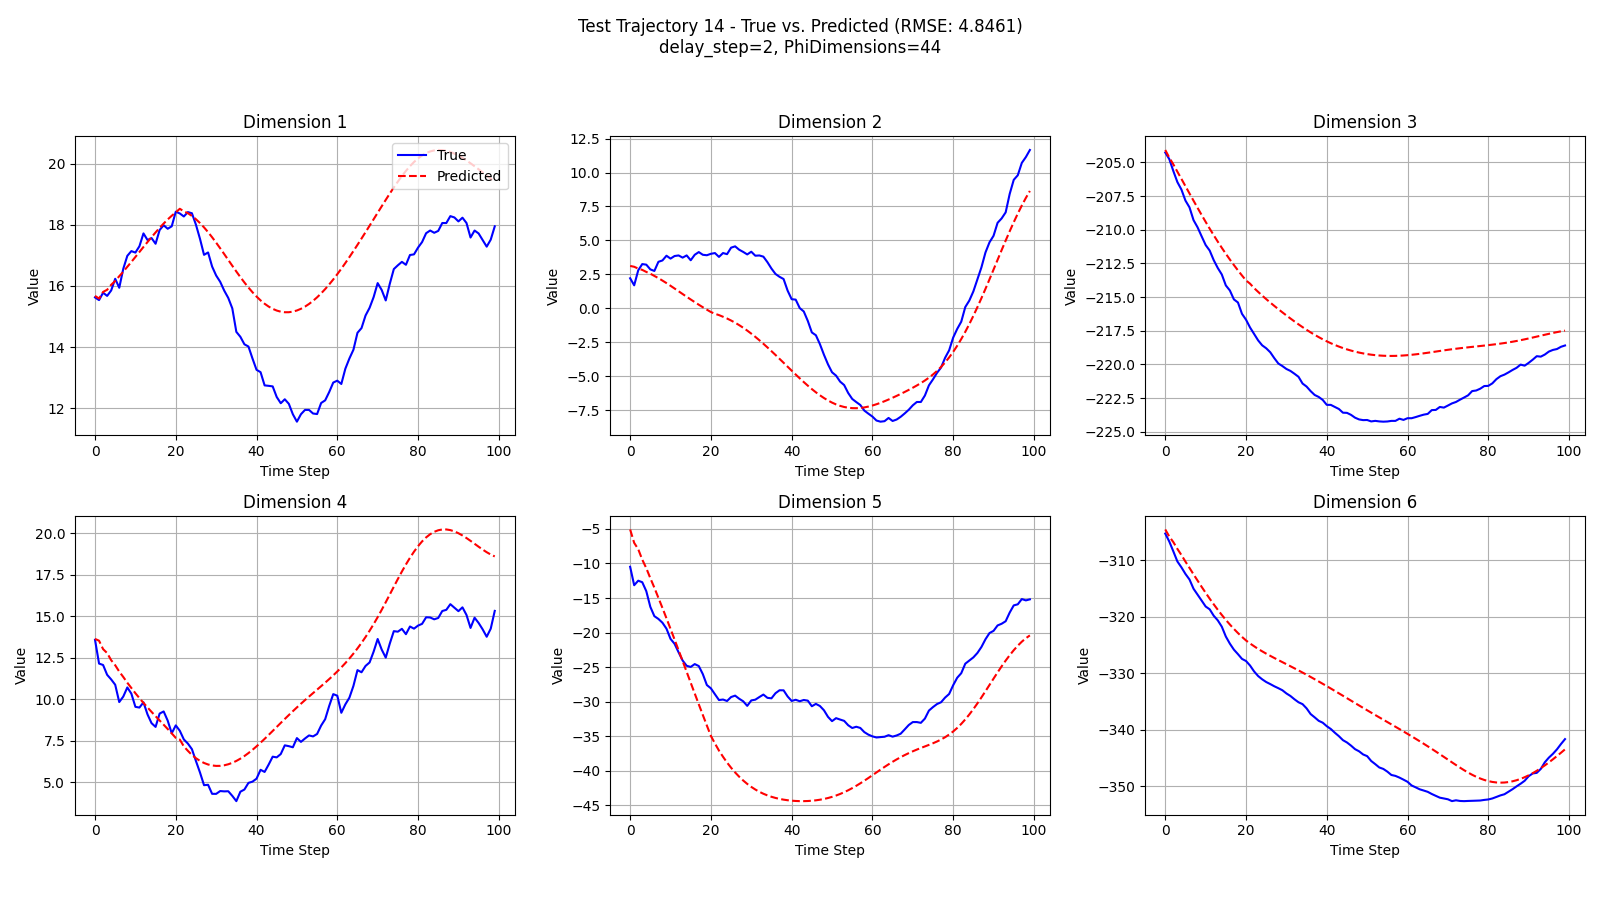 Test Trajectory 14 - True vs. Predicted (RMSE: 4.8461)
delay_step=2, PhiDimensions=44
Dimension 1
True
Predicted
20
18
16
14
12
Value
0 20 40 60 80 100
Time Step
Dimension 2
12.5
10.0
7.5
5.0
2.5
0.0
−2.5
−5.0
−7.5
Value
0 20 40 60 80 100
Time Step
Dimension 3
−205.0
−207.5
−210.0
−212.5
−215.0
−217.5
−220.0
−222.5
−225.0
Value
0 20 40 60 80 100
Time Step
Dimension 4
20.0
17.5
15.0
12.5
10.0
7.5
5.0
Value
0 20 40 60 80 100
Time Step
Dimension 5
−5
−10
−15
−20
−25
−30
−35
−40
−45
Value
0 20 40 60 80 100
Time Step
Dimension 6
−310
−320
−330
−340
−350
Value
0 20 40 60 80 100
Time Step